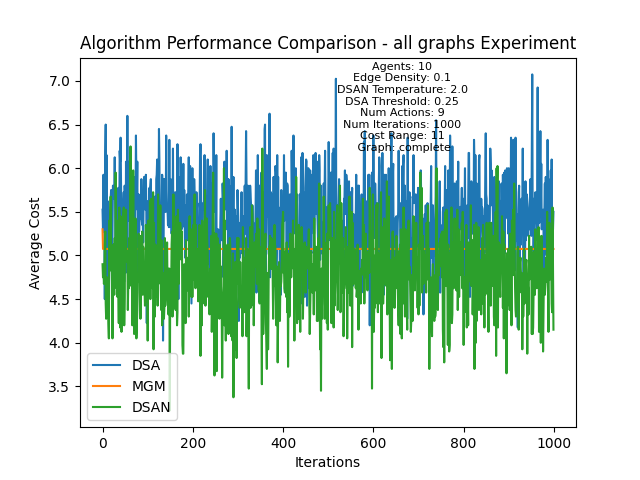 Algorithm Performance Comparison - all graphs Experiment
Agents: 10
Edge Density: 0.1
DSAN Temperature: 2.0
DSA Threshold: 0.25
Num Actions: 9
Num Iterations: 1000
Cost Range: 11
Graph: complete
Average Cost
7.0
6.5
6.0
5.5
5.0
4.5
4.0
3.5
DSA
MGM
DSAN
0
200
400
600
800
1000
Iterations